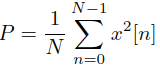 P = \frac{1}{N} \sum_{n=0}^{N-1} x^2[n]